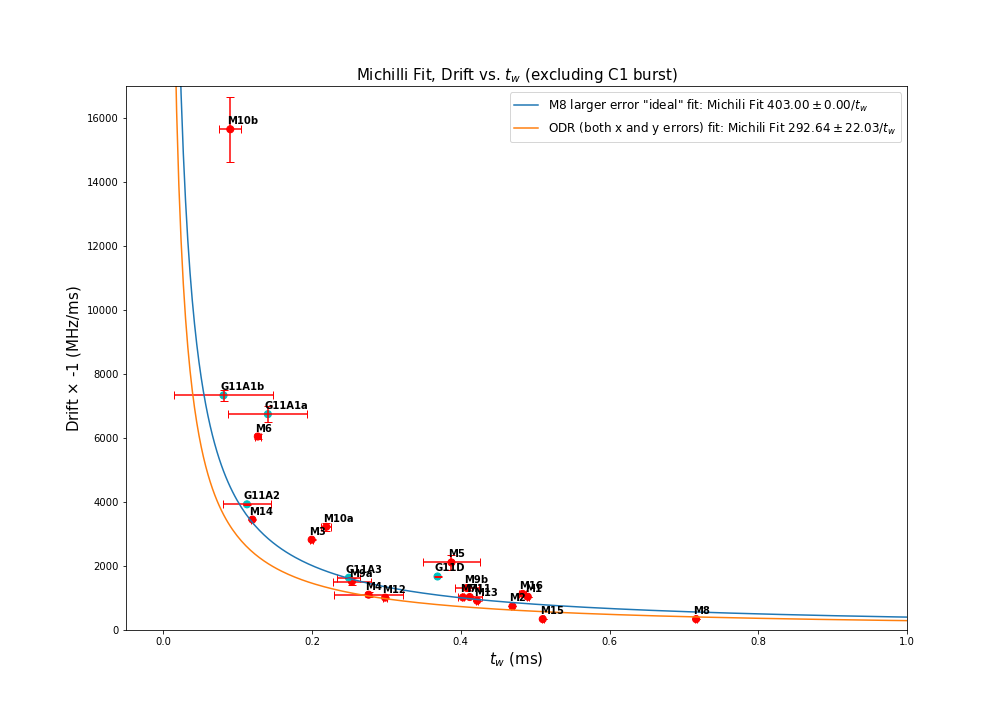 Michilli Fit, Drift vs. t_w (excluding C1 burst)
M8 larger error "ideal" fit: Michili Fit 403.00 ± 0.00/t_w
ODR (both x and y errors) fit: Michili Fit 292.64 ± 22.03/t_w
Drift × -1 (MHz/ms)
16000
14000
12000
10000
8000
6000
4000
2000
0
M10b
G11A1b
G11A1a
M6
G11A2
M14
M10a
M3
M5
G11D
G11A3
M9a
M4
M12
M9b
M13
M16
M2
M15
M8
0.0
0.2
0.4
0.6
0.8
1.0
t_w (ms)